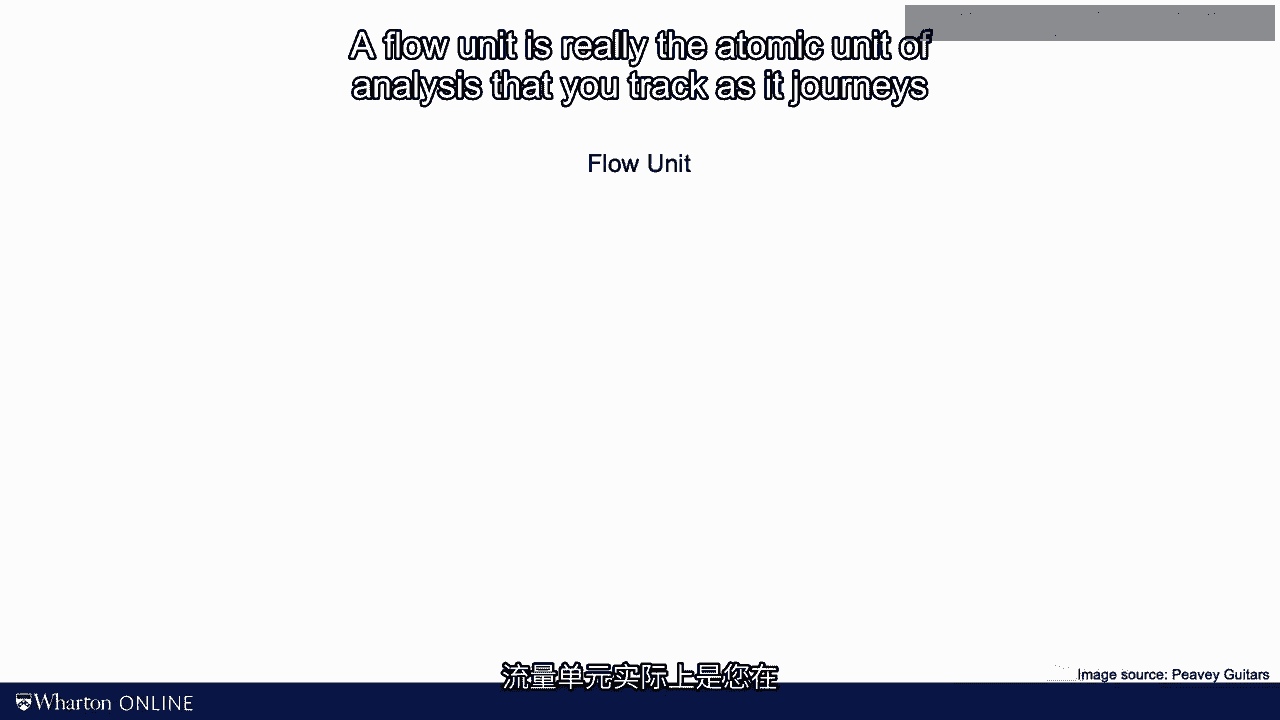 A flow unit is really the atomic unit of
analysis that you track as it journeys
Flow Unit
流量单元实际上是您在
Image source: Peavey Guitars
Wharton ONLINE